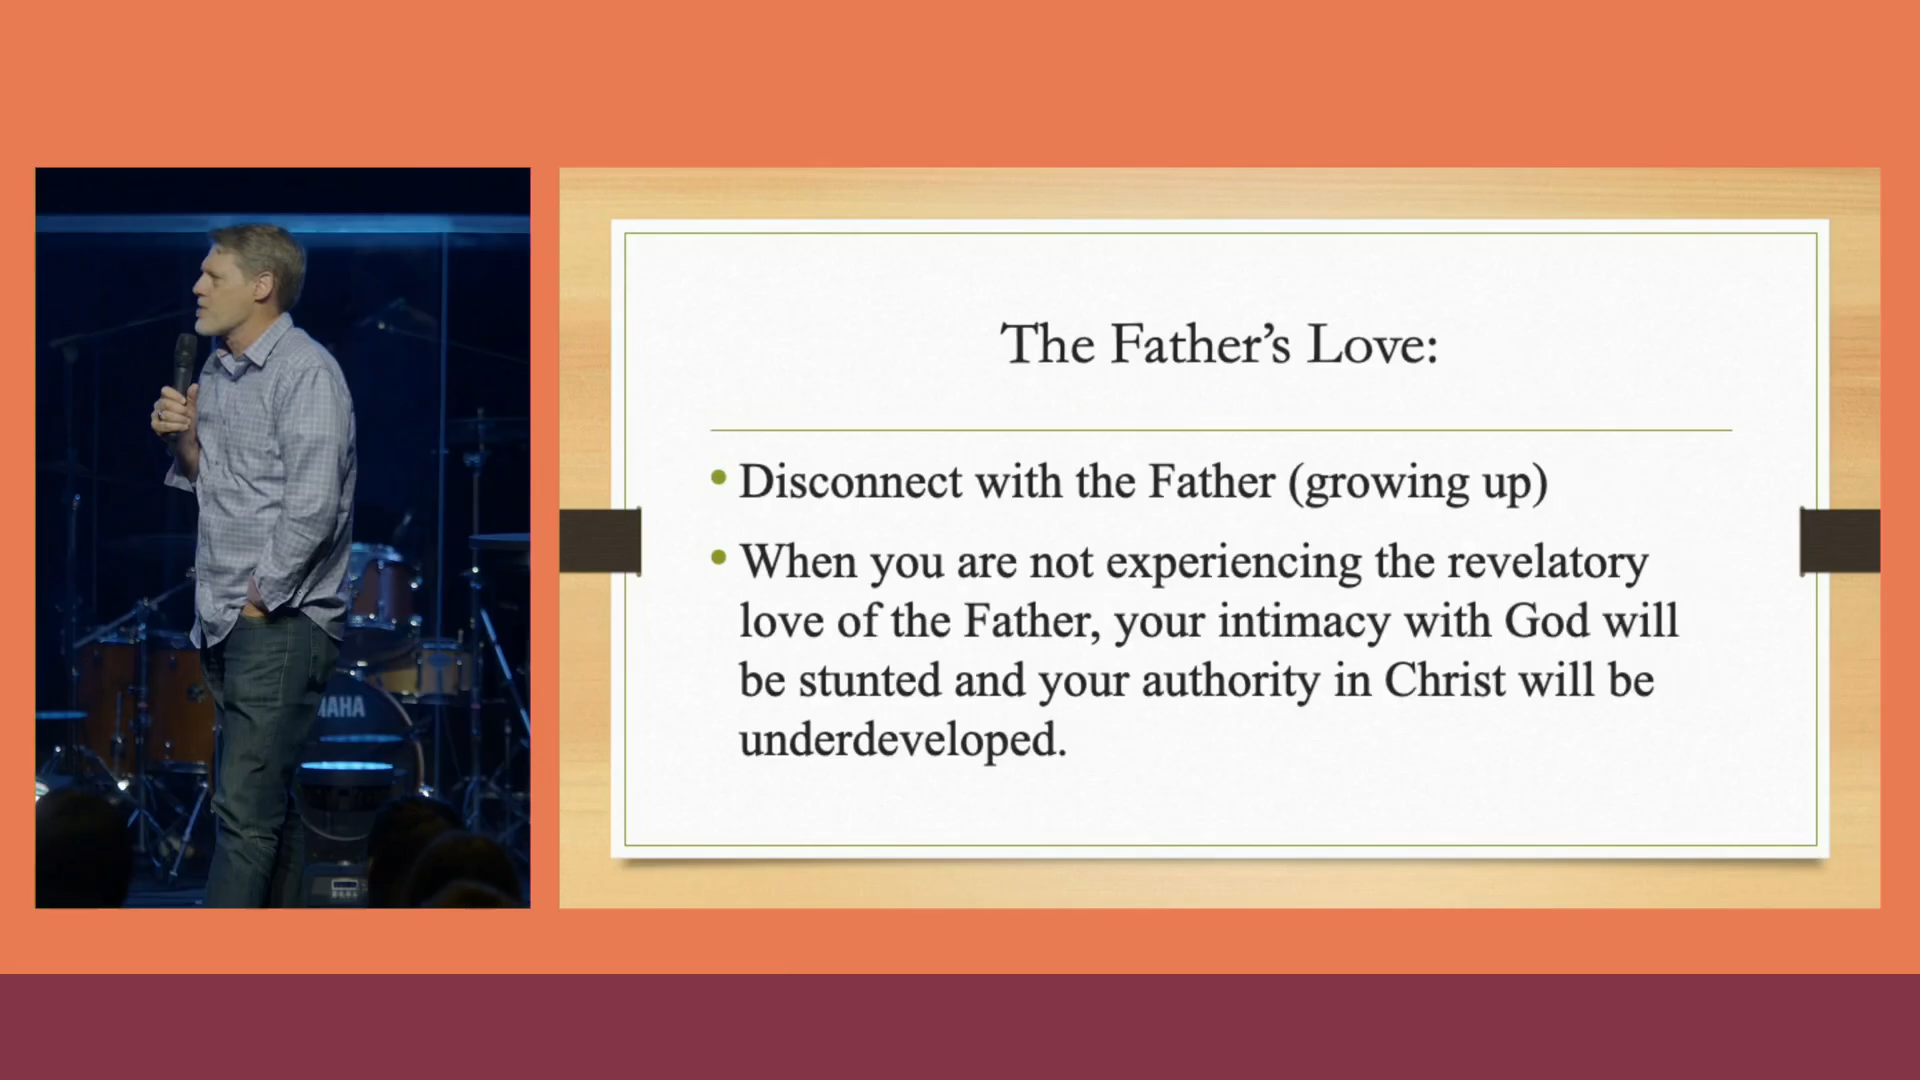 The Father’s Love:
• Disconnect with the Father (growing up)
• When you are not experiencing the revelatory
love of the Father, your intimacy with God will
be stunted and your authority in Christ will be
underdeveloped.
AHA